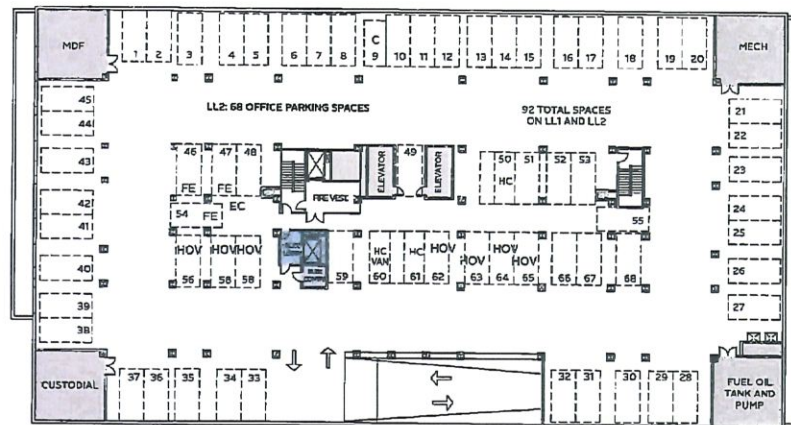 MDF
1 2 3 4 5 6 7 8
C
9 10 11 12 13 14 15 16 17 18 19 20
MECH
LL2: 68 OFFICE PARKING SPACES
92 TOTAL SPACES
ON LL1 AND LL2
45
44
43
42
41
40
39
38
21
22
23
24
25
26
27
46 47 48
FE FE
EC
54 FE
FIRE VEST.
ELEVATOR
49
ELEVATOR
50 51 52 53
HC
55
HOV HOV HOV
56 58 58
59
HC
VAN
60
HC
61
HOV
62
HOV
63
HOV
64
HOV
65
66 67 68
CUSTODIAL
37 36 35 34 33
32 31 30 29 28
FUEL OIL
TANK AND
PUMP